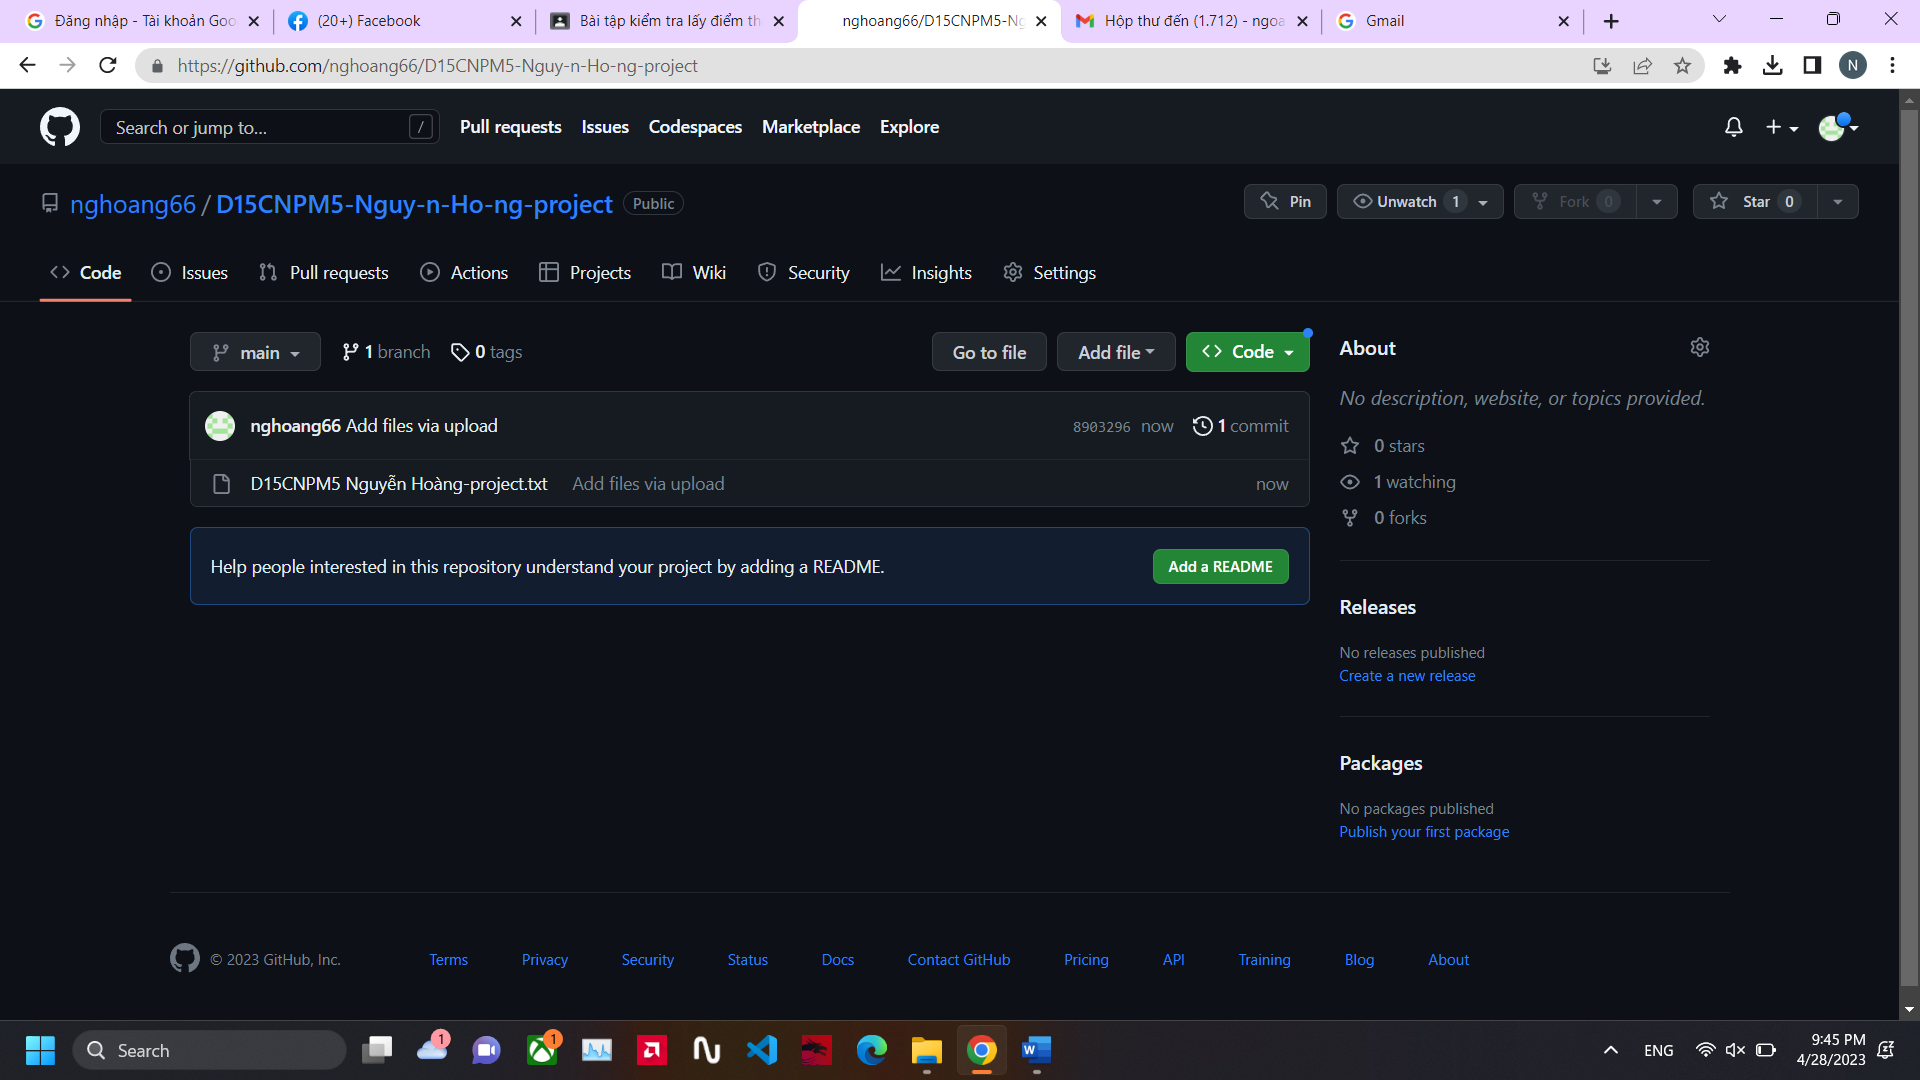 Đăng nhập - Tài khoản Goo
(20+) Facebook
Bài tập kiểm tra lấy điểm th
nghoang66/D15CNPM5-Ng
Hộp thư đến (1.712) - ngoa
Gmail
https://github.com/nghoang66/D15CNPM5-Nguy-n-Ho-ng-project
N
Search or jump to...
/
Pull requests
Issues
Codespaces
Marketplace
Explore
nghoang66 / D15CNPM5-Nguy-n-Ho-ng-project
Public
Pin
Unwatch 1
Fork 0
Star 0
Code
Issues
Pull requests
Actions
Projects
Wiki
Security
Insights
Settings
main
1 branch
0 tags
Go to file
Add file
Code
nghoang66 Add files via upload
8903296 now
1 commit
D15CNPM5 Nguyễn Hoàng-project.txt
Add files via upload
now
Help people interested in this repository understand your project by adding a README.
Add a README
About
No description, website, or topics provided.
0 stars
1 watching
0 forks
Releases
No releases published
Create a new release
Packages
No packages published
Publish your first package
© 2023 GitHub, Inc.
Terms
Privacy
Security
Status
Docs
Contact GitHub
Pricing
API
Training
Blog
About
Search
1
1
ENG
9:45 PM
4/28/2023